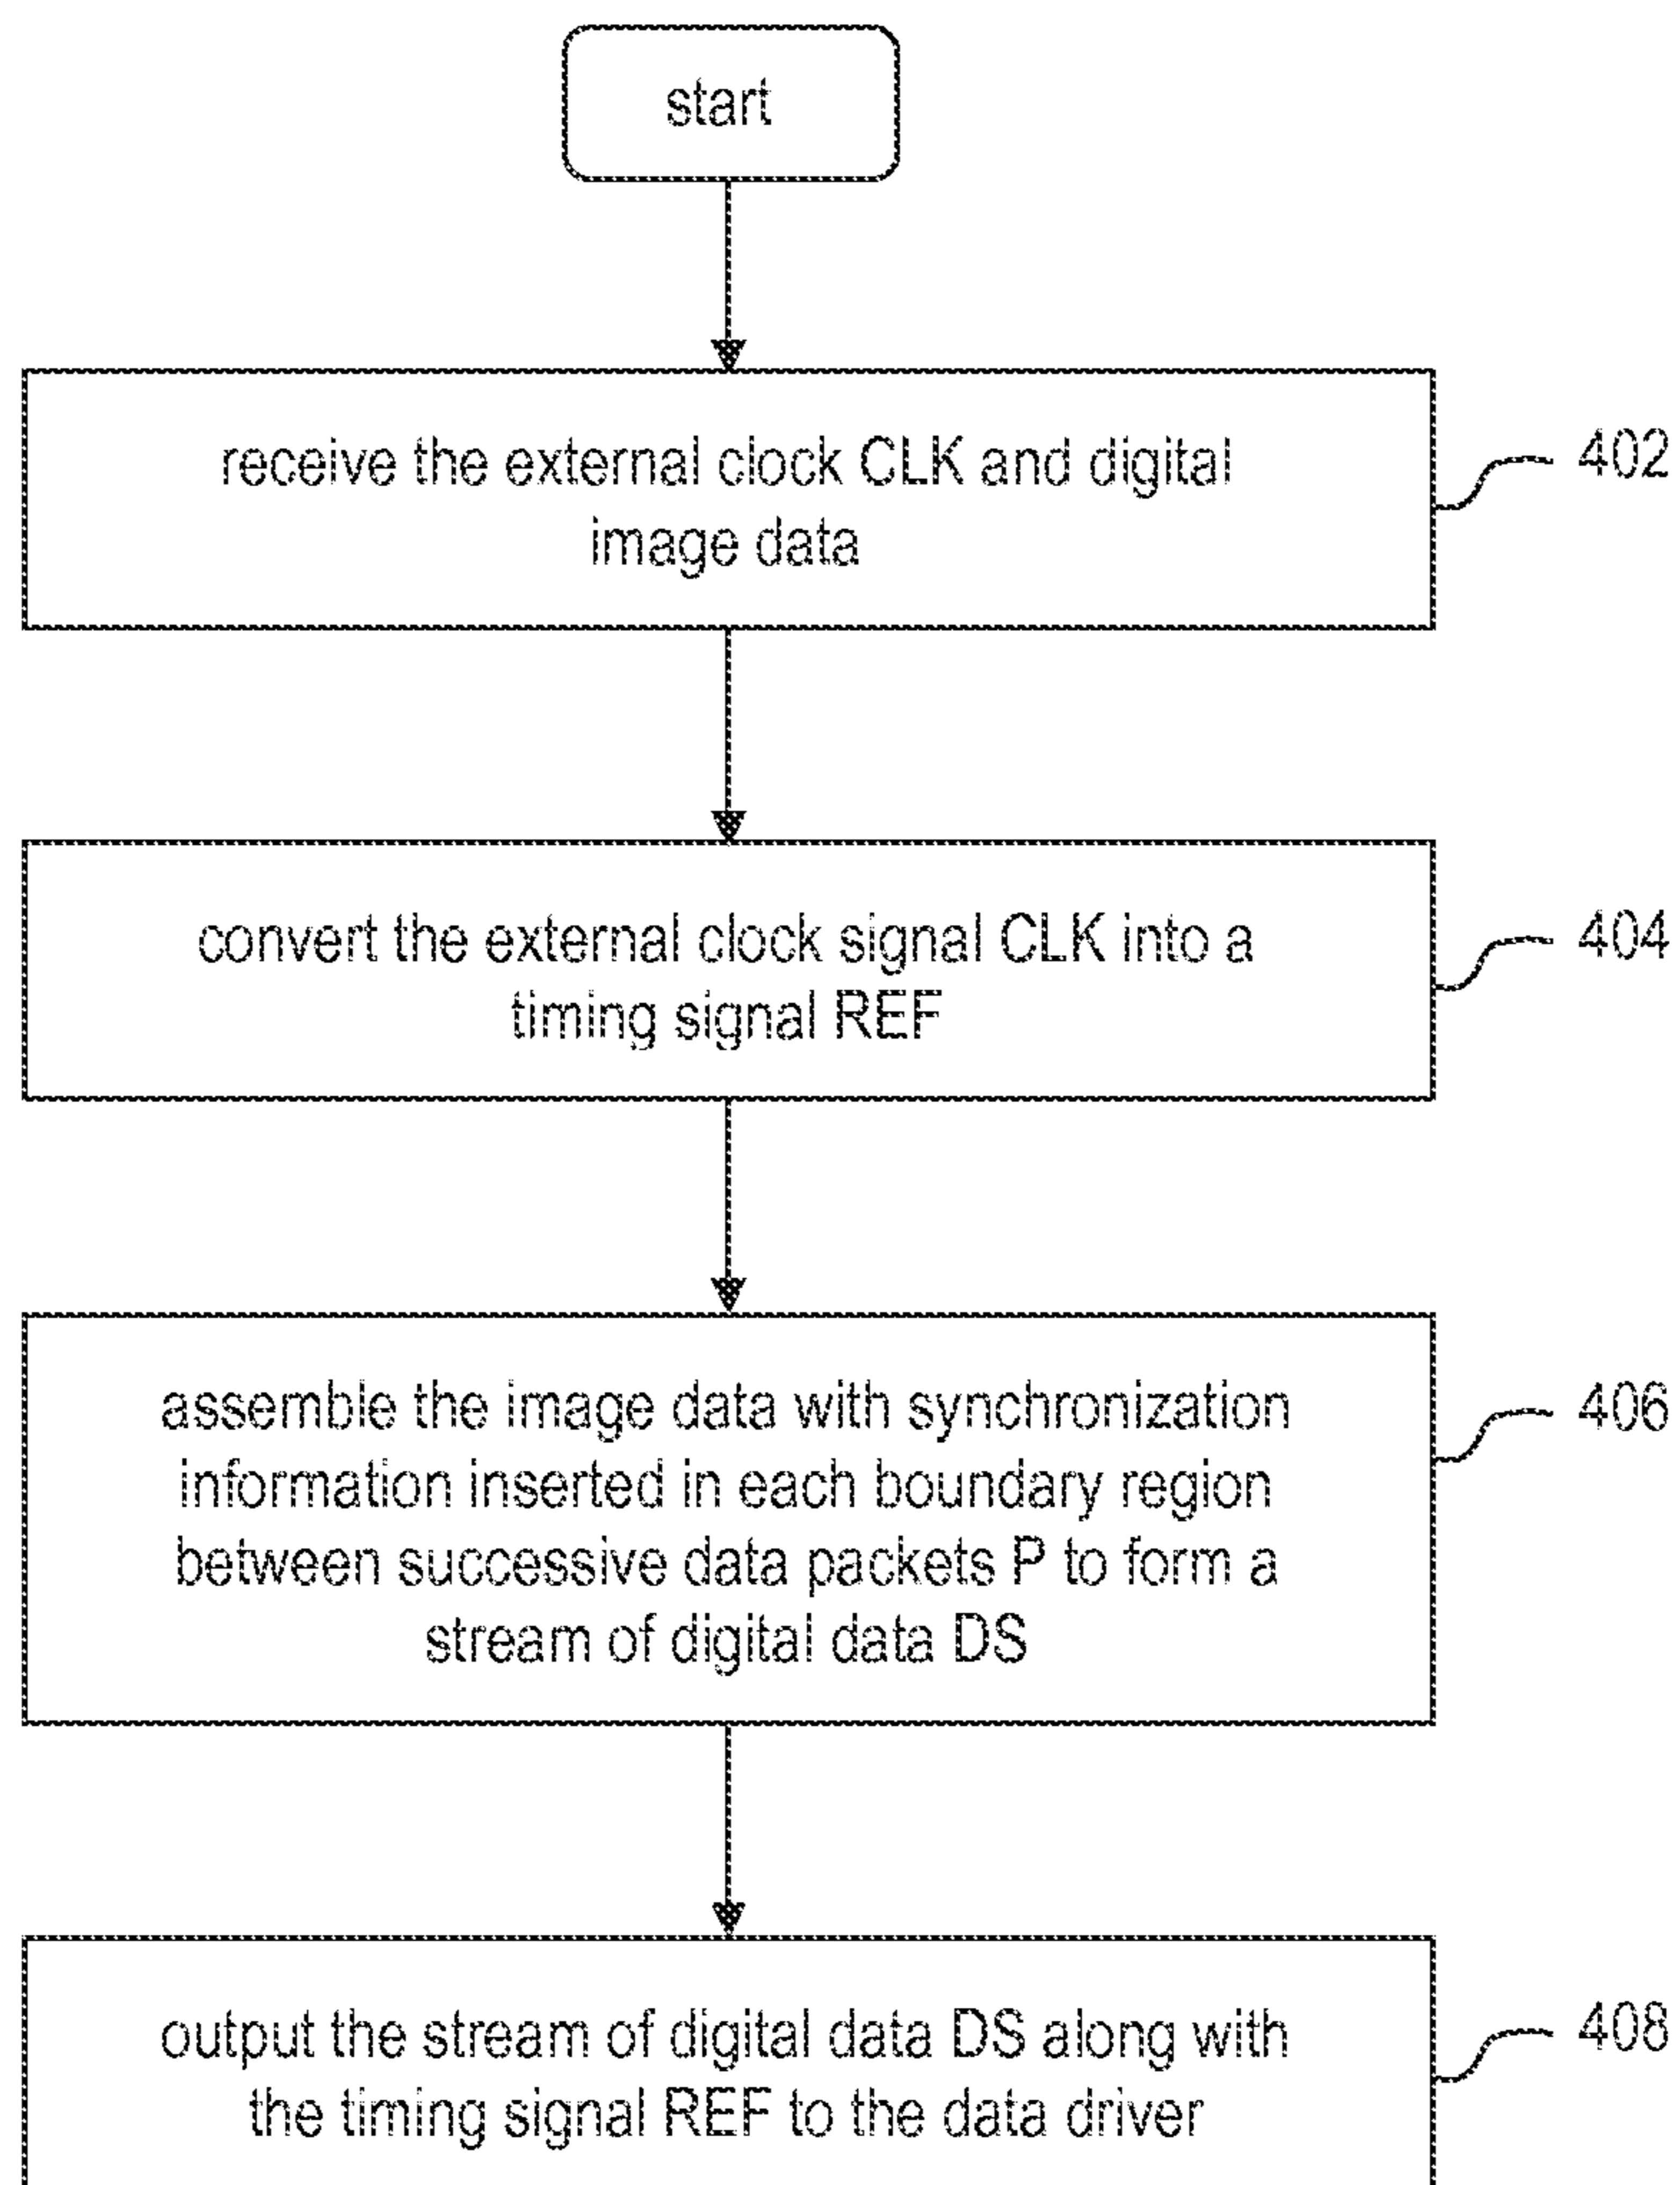 start
receive the external clock CLK and digital
image data
402
convert the external clock signal CLK into a
timing signal REF
404
assemble the image data with synchronization
information inserted in each boundary region
between successive data packets P to form a
stream of digital data DS
406
output the stream of digital data DS along with
the timing signal REF to the data driver
408